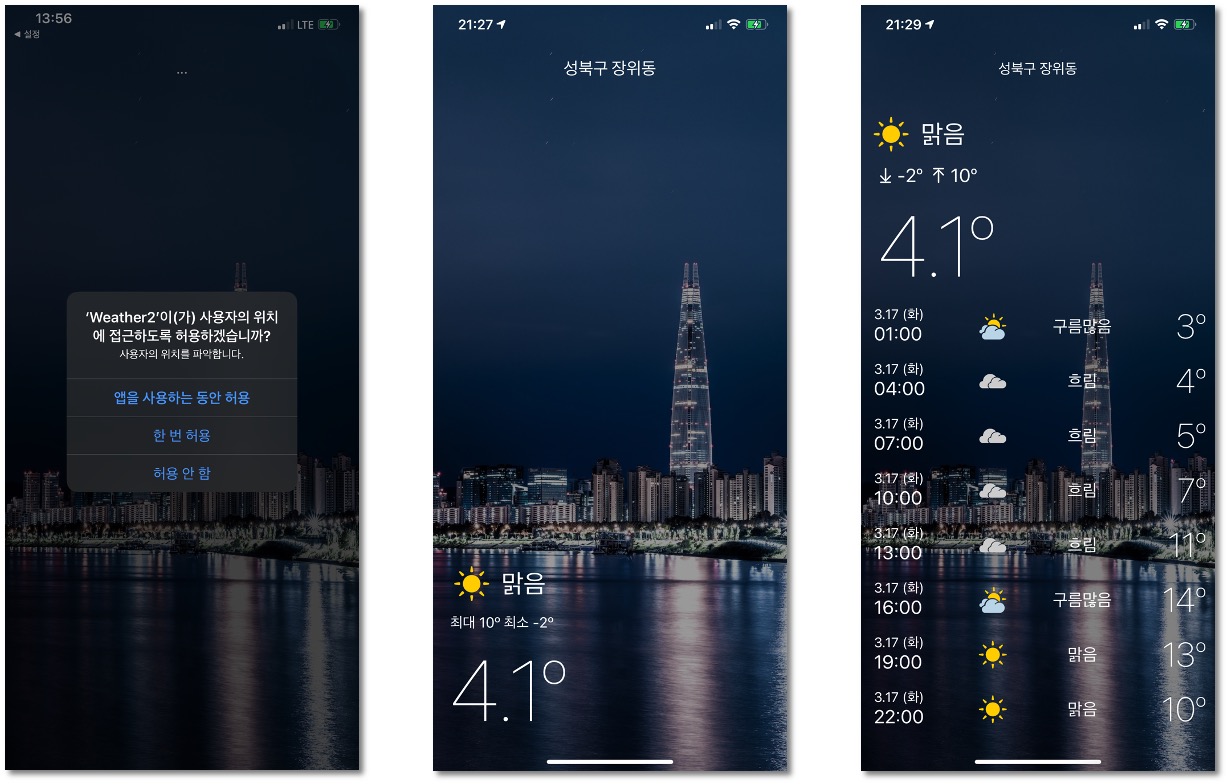 13:56
LTE
◀ 설정
...
‘Weather2’이(가) 사용자의 위치
에 접근하도록 허용하겠습니까?
사용자의 위치를 파악합니다.
앱을 사용하는 동안 허용
한 번 허용
허용 안 함
21:27
성북구 장위동
맑음
최대 10º 최소 -2º
4.1º
21:29
성북구 장위동
맑음
↓ -2º ↑ 10º
4.1º
3.17 (화)
01:00 구름많음 3º
3.17 (화)
04:00 흐림 4º
3.17 (화)
07:00 흐림 5º
3.17 (화)
10:00 흐림 7º
3.17 (화)
13:00 흐림 11º
3.17 (화)
16:00 구름많음 14º
3.17 (화)
19:00 맑음 13º
3.17 (화)
22:00 맑음 10º